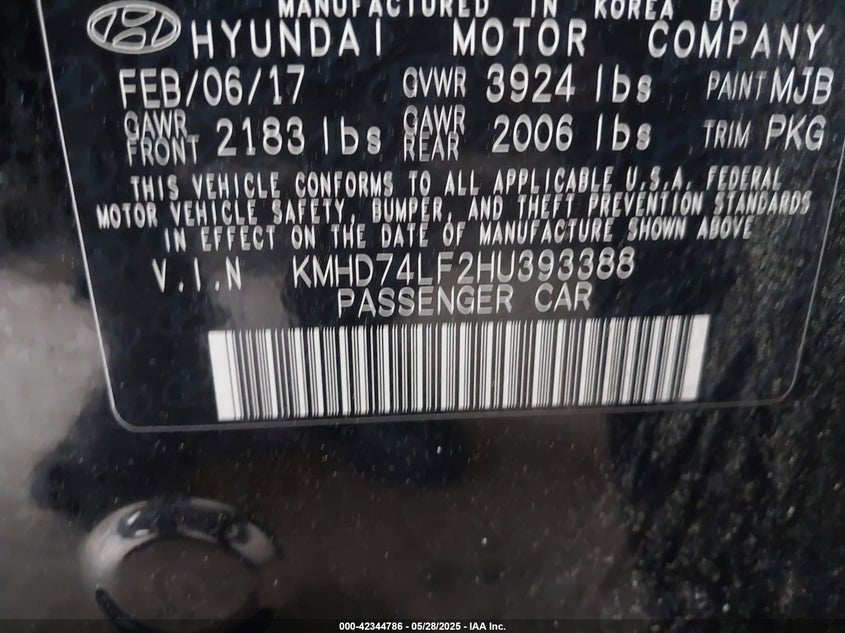 MANUFACTURED IN KOREA BY
HYUNDAI MOTOR COMPANY
FEB/06/17 GVWR 3924 lbs PAINT MJB
GAWR FRONT 2183 lbs GAWR REAR 2006 lbs TRIM PKG
THIS VEHICLE CONFORMS TO ALL APPLICABLE U.S.A. FEDERAL
MOTOR VEHICLE SAFETY, BUMPER, AND THEFT PREVENTION STANDARDS
IN EFFECT ON THE DATE OF MANUFACTURE SHOWN ABOVE
V.I.N KMHD74LF2HU393388
PASSENGER CAR
000-42344786 - 05/28/2025 - IAA Inc.